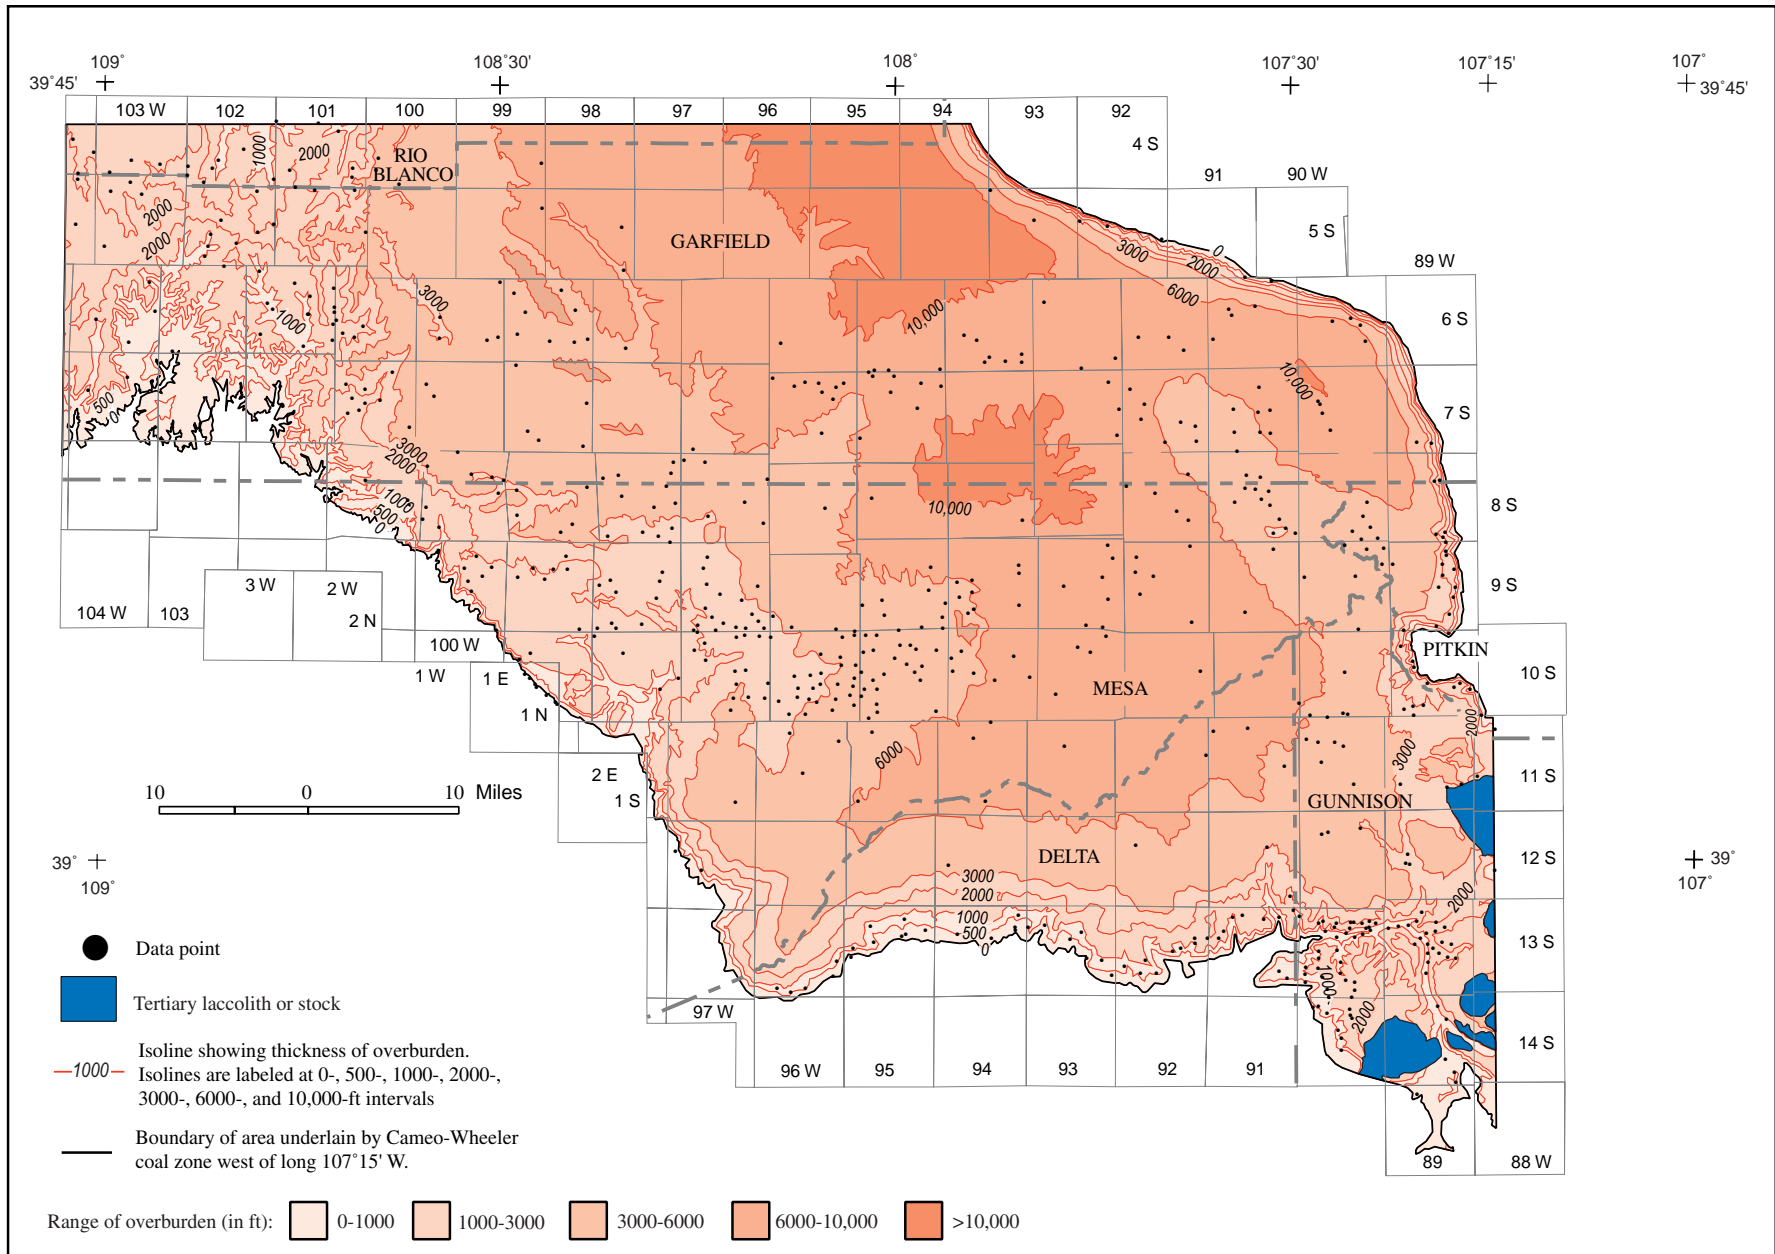 109°
108°30'
108°
107°30'
107°15'
107°
39°45'
39°45'
103 W
102
101
100
99
98
97
96
95
94
93
92
4 S
91
90 W
5 S
89 W
6 S
7 S
8 S
9 S
10 S
11 S
12 S
13 S
14 S
RIO
BLANCO
GARFIELD
MESA
DELTA
GUNNISON
PITKIN
1000
2000
2000
2000
3000
1000
500
0
3000
2000
1000
500
0
0
3000
2000
6000
10,000
10,000
10,000
6000
3000
2000
1000
500
0
2000
3000
2000
1000
2000
104 W
103
3 W
2 W
2 N
100 W
1 W
1 E
1 N
2 E
1 S
97 W
96 W
95
94
93
92
91
89
88 W
10
0
10 Miles
39°
109°
39°
107°
Data point
Tertiary laccolith or stock
1000
Isoline showing thickness of overburden.
Isolines are labeled at 0-, 500-, 1000-, 2000-,
3000-, 6000-, and 10,000-ft intervals
Boundary of area underlain by Cameo-Wheeler
coal zone west of long 107°15' W.
Range of overburden (in ft):
0-1000
1000-3000
3000-6000
6000-10,000
>10,000